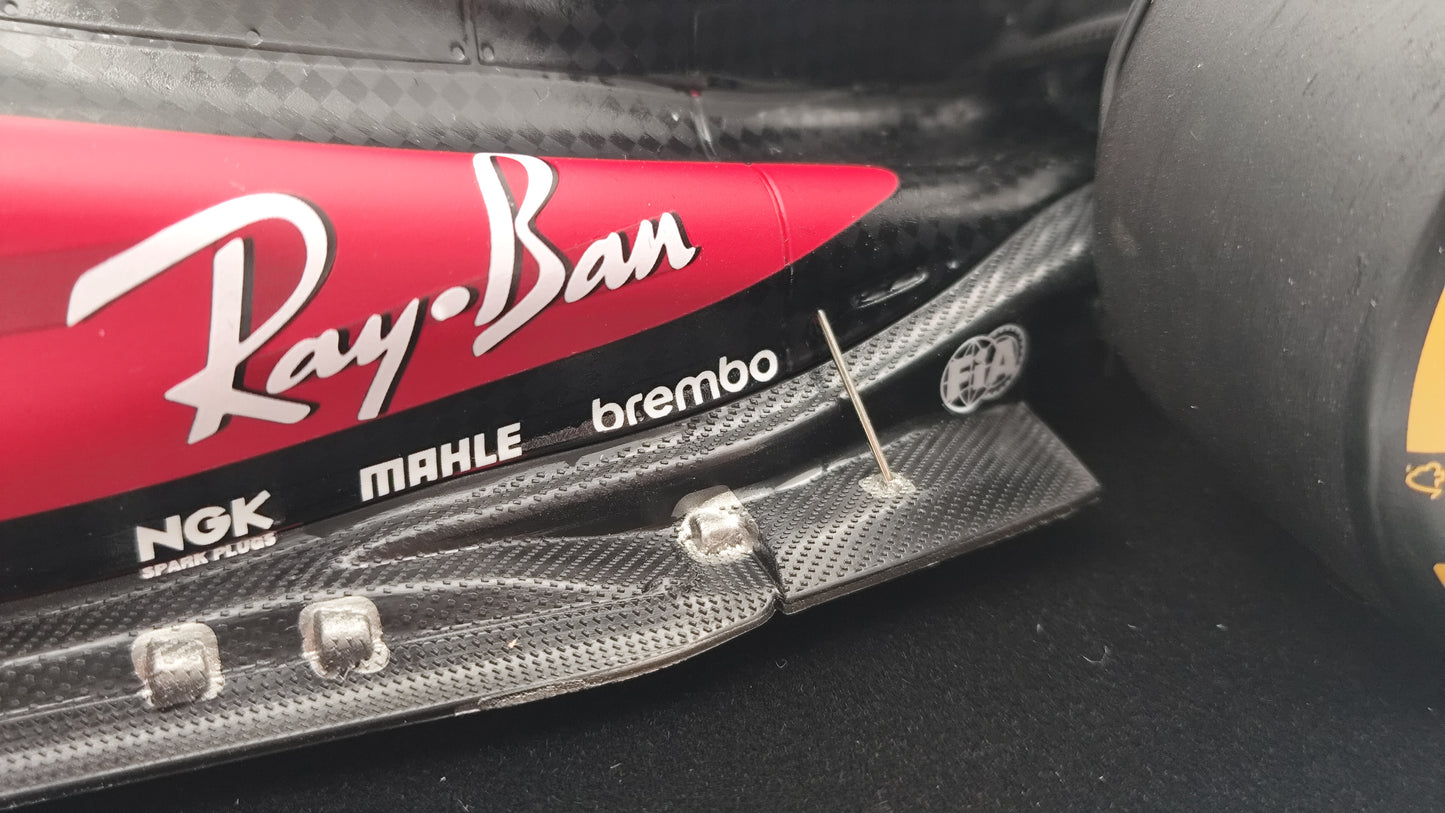 Ray-Ban
brembo
FIA
MAHLE
NGK
SPARK PLUGS